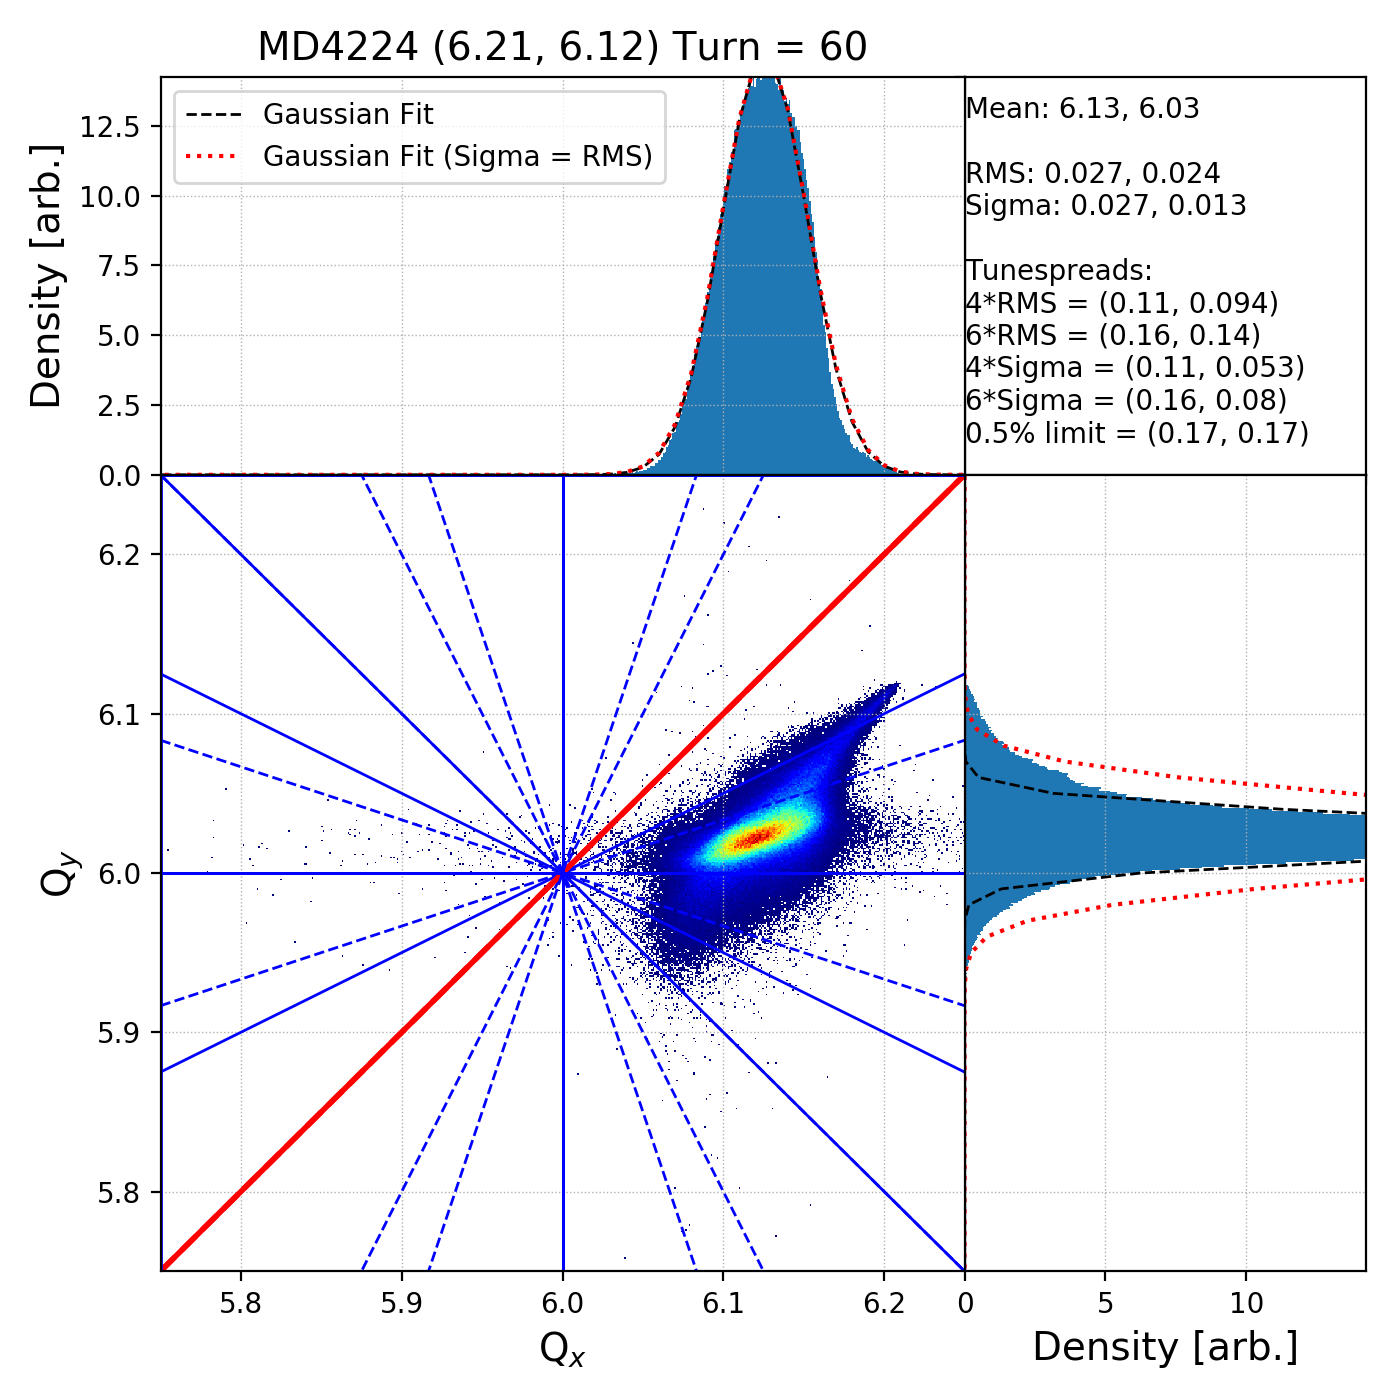 MD4224 (6.21, 6.12) Turn = 60
Gaussian Fit
Gaussian Fit (Sigma = RMS)
Density [arb.]
12.5
10.0
7.5
5.0
2.5
0.0
Mean: 6.13, 6.03
RMS: 0.027, 0.024
Sigma: 0.027, 0.013
Tunespreads:
4*RMS = (0.11, 0.094)
6*RMS = (0.16, 0.14)
4*Sigma = (0.11, 0.053)
6*Sigma = (0.16, 0.08)
0.5% limit = (0.17, 0.17)
Qy
6.2
6.1
6.0
5.9
5.8
5.8 5.9 6.0 6.1 6.2
Qx
0 5 10
Density [arb.]